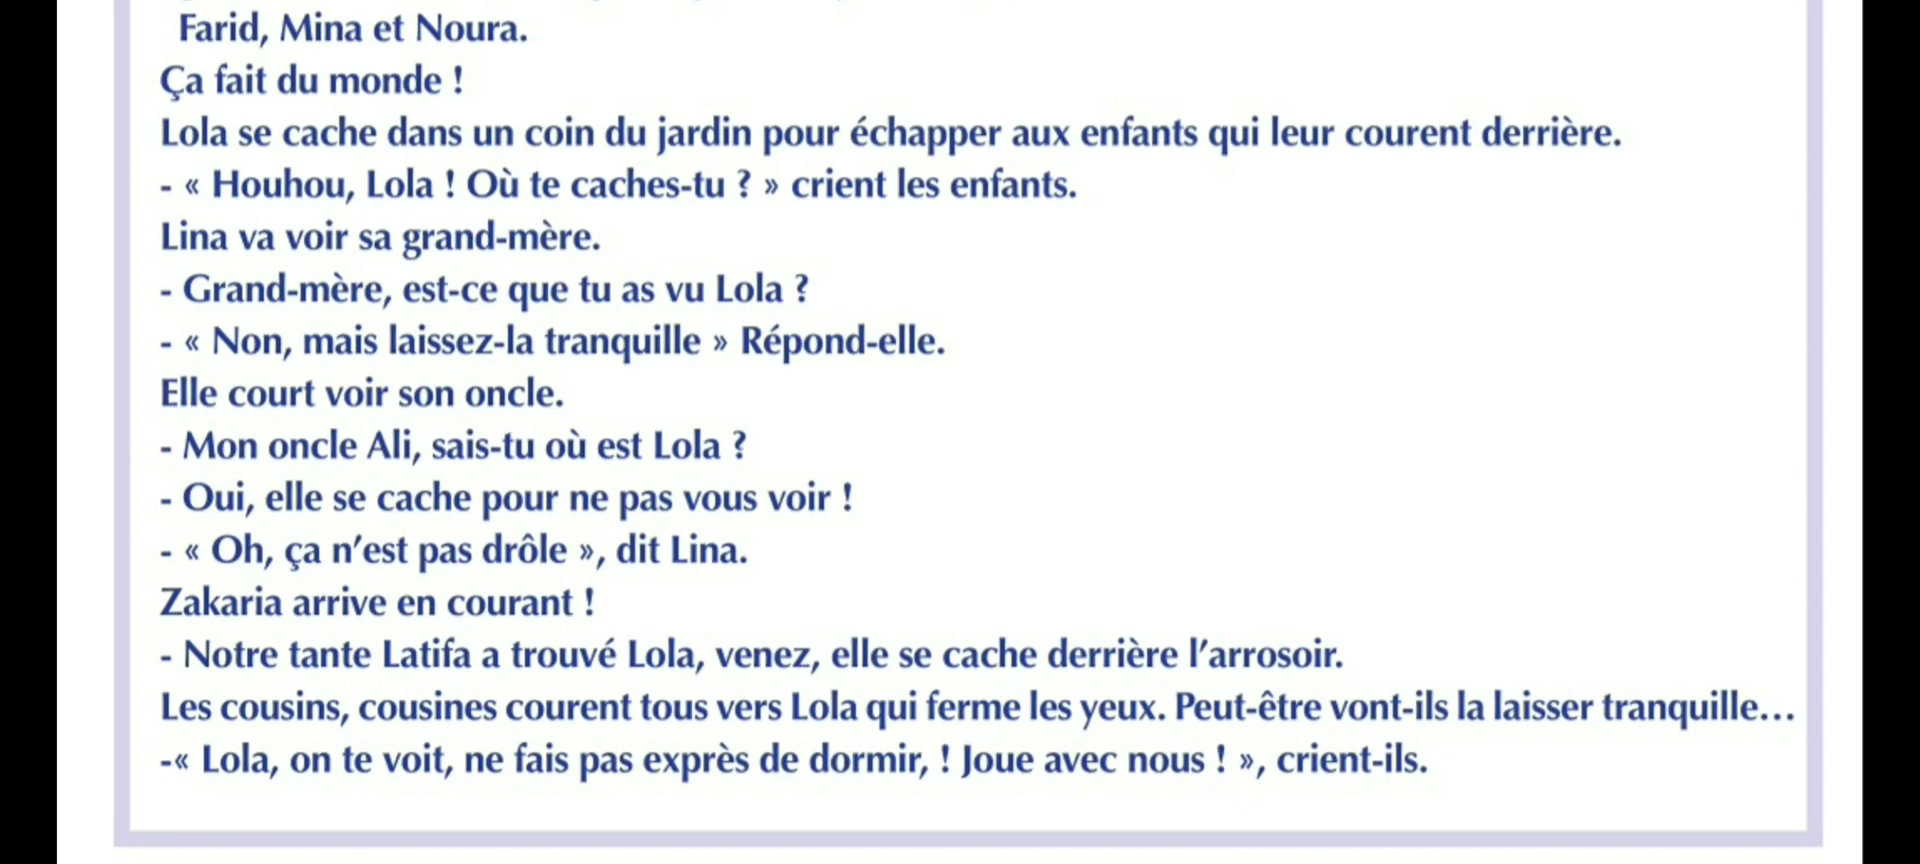 Farid, Mina et Noura.
Ça fait du monde !
Lola se cache dans un coin du jardin pour échapper aux enfants qui leur courent derrière.
- « Houhou, Lola ! Où te caches-tu ? » crient les enfants.
Lina va voir sa grand-mère.
- Grand-mère, est-ce que tu as vu Lola ?
- « Non, mais laissez-la tranquille » Répond-elle.
Elle court voir son oncle.
- Mon oncle Ali, sais-tu où est Lola ?
- Oui, elle se cache pour ne pas vous voir !
- « Oh, ça n’est pas drôle », dit Lina.
Zakaria arrive en courant !
- Notre tante Latifa a trouvé Lola, venez, elle se cache derrière l’arrosoir.
Les cousins, cousines courent tous vers Lola qui ferme les yeux. Peut-être vont-ils la laisser tranquille...
-« Lola, on te voit, ne fais pas exprès de dormir, ! Joue avec nous ! », crient-ils.